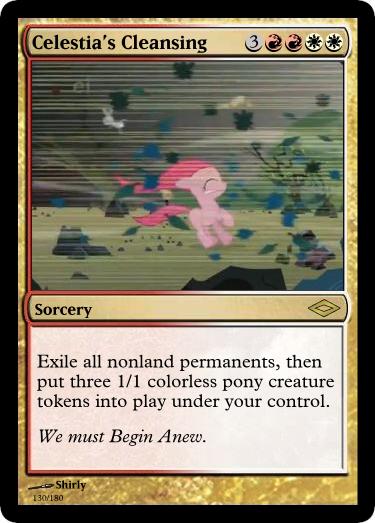 Celestia's Cleansing 3
Sorcery
Exile all nonland permanents, then
put three 1/1 colorless pony creature
tokens into play under your control.
We must Begin Anew.
Shirly
130/180